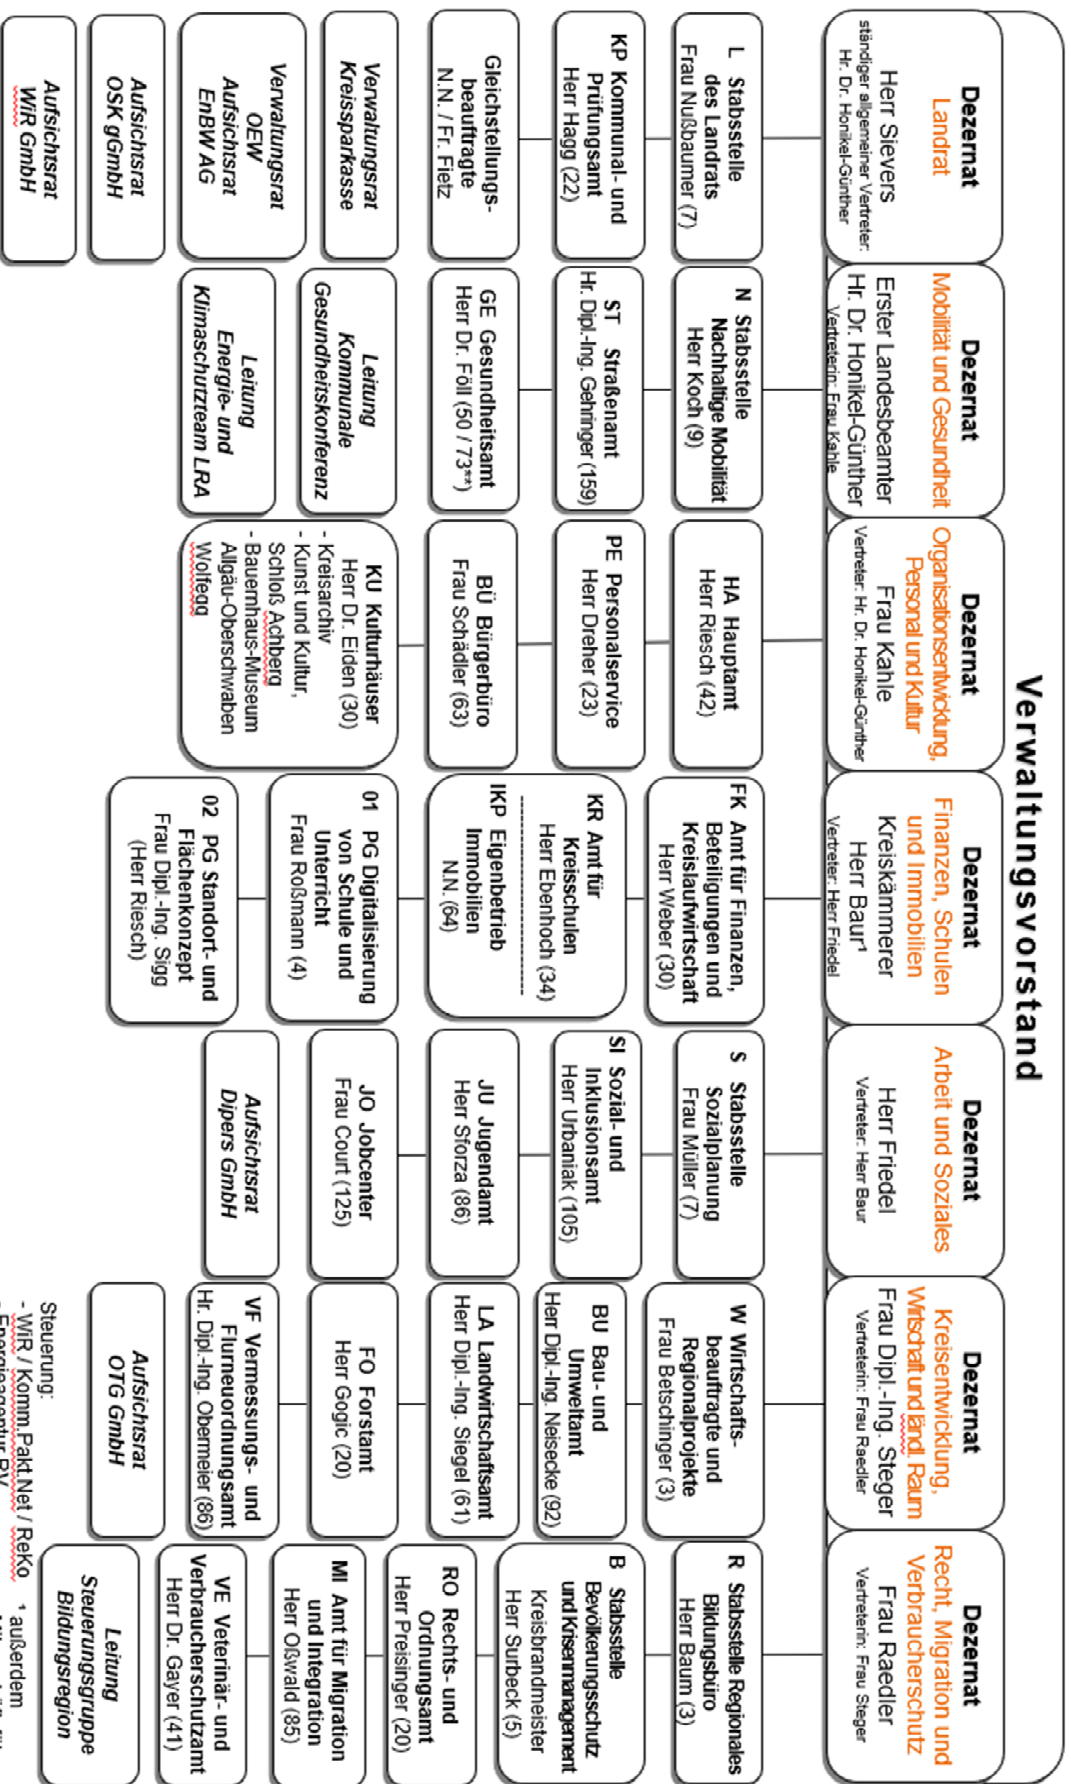 Verwaltungsvorstand
Dezernat
Landrat
Herr Sievers
ständiger allgemeiner Vertreter:
Hr. Dr. Honikel-Günther
L Stabsstelle
des Landrats
Frau Nußbaumer (7)
KP Kommunal- und
Prüfungsamt
Herr Hagg (22)
Gleichstellungs-
beauftragte
N.N. / Fr. Fietz
Verwaltungsrat
Kreissparkasse
Verwaltungsrat
OEW
Aufsichtsrat
EnBW AG
Aufsichtsrat
OSK gGmbH
Aufsichtsrat
WiR GmbH
Dezernat
Mobilität und Gesundheit
Erster Landesbeamter
Hr. Dr. Honikel-Günther
Vertreterin: Frau Kahle
N Stabsstelle
Nachhaltige Mobilität
Herr Koch (9)
ST Straßenamt
Hr. Dipl.-Ing. Gehringer (159)
GE Gesundheitsamt
Herr Dr. Föll (50 / 73**)
Leitung
Kommunale
Gesundheitskonferenz
Leitung
Energie- und
Klimaschutzteam LRA
Dezernat
Organisationsentwicklung,
Personal und Kultur
Frau Kahle
Vertreter: Hr. Dr. Honikel-Günther
HA Hauptamt
Herr Riesch (42)
PE Personalservice
Herr Dreher (23)
BÜ Bürgerbüro
Frau Schädler (63)
KU Kulturhäuser
Herr Dr. Eiden (30)
- Kreisarchiv
- Kunst und Kultur,
Schloß Achberg
- Bauernhaus-Museum
Allgäu-Oberschwaben
Wolfegg
Dezernat
Finanzen, Schulen
und Immobilien
Kreiskämmerer
Herr Baur¹
Vertreter: Herr Friedel
FK Amt für Finanzen,
Beteiligungen und
Kreislaufwirtschaft
Herr Weber (30)
KR Amt für
Kreisschulen
Herr Ebenhoch (34)
IKP Eigenbetrieb
Immobilien
N.N. (64)
01 PG Digitalisierung
von Schule und
Unterricht
Frau Roßmann (4)
02 PG Standort- und
Flächenkonzept
Frau Dipl.-Ing. Sigg
(Herr Riesch)
Dezernat
Arbeit und Soziales
Herr Friedel
Vertreter: Herr Baur
S Stabsstelle
Sozialplanung
Frau Müller (7)
SI Sozial- und
Inklusionsamt
Herr Urbaniak (105)
JU Jugendamt
Herr Sforza (86)
JO Jobcenter
Frau Court (125)
Aufsichtsrat
Dipers GmbH
Dezernat
Kreisentwicklung,
Wirtschaft und ländl. Raum
Frau Dipl.-Ing. Steger
Vertreterin: Frau Raedler
W Wirtschafts-
beauftragte und
Regionalprojekte
Frau Betschinger (3)
BU Bau- und
Umweltamt
Herr Dipl.-Ing. Neisecke (92)
LA Landwirtschaftsamt
Herr Dipl.-Ing. Siegel (61)
FO Forstamt
Herr Gogic (20)
VF Vermessungs- und
Flurneuordnungsamt
Hr. Dipl.-Ing. Obermeier (86)
Aufsichtsrat
OTG GmbH
Steuerung:
- WiR / Komm.Pakt.Net / ReKo
- Energieagentur RV
Dezernat
Recht, Migration und
Verbraucherschutz
Frau Raedler
Vertreterin: Frau Steger
R Stabsstelle Regionales
Bildungsbüro
Herr Baum (3)
B Stabsstelle
Bevölkerungsschutz
und Krisenmanagement
Kreisbrandmeister
Herr Surbeck (5)
RO Rechts- und
Ordnungsamt
Herr Preisinger (20)
MI Amt für Migration
und Integration
Herr Oßwald (85)
VE Veterinär- und
Verbraucherschutzamt
Herr Dr. Gayer (41)
Leitung
Steuerungsgruppe
Bildungsregion
¹ außerdem